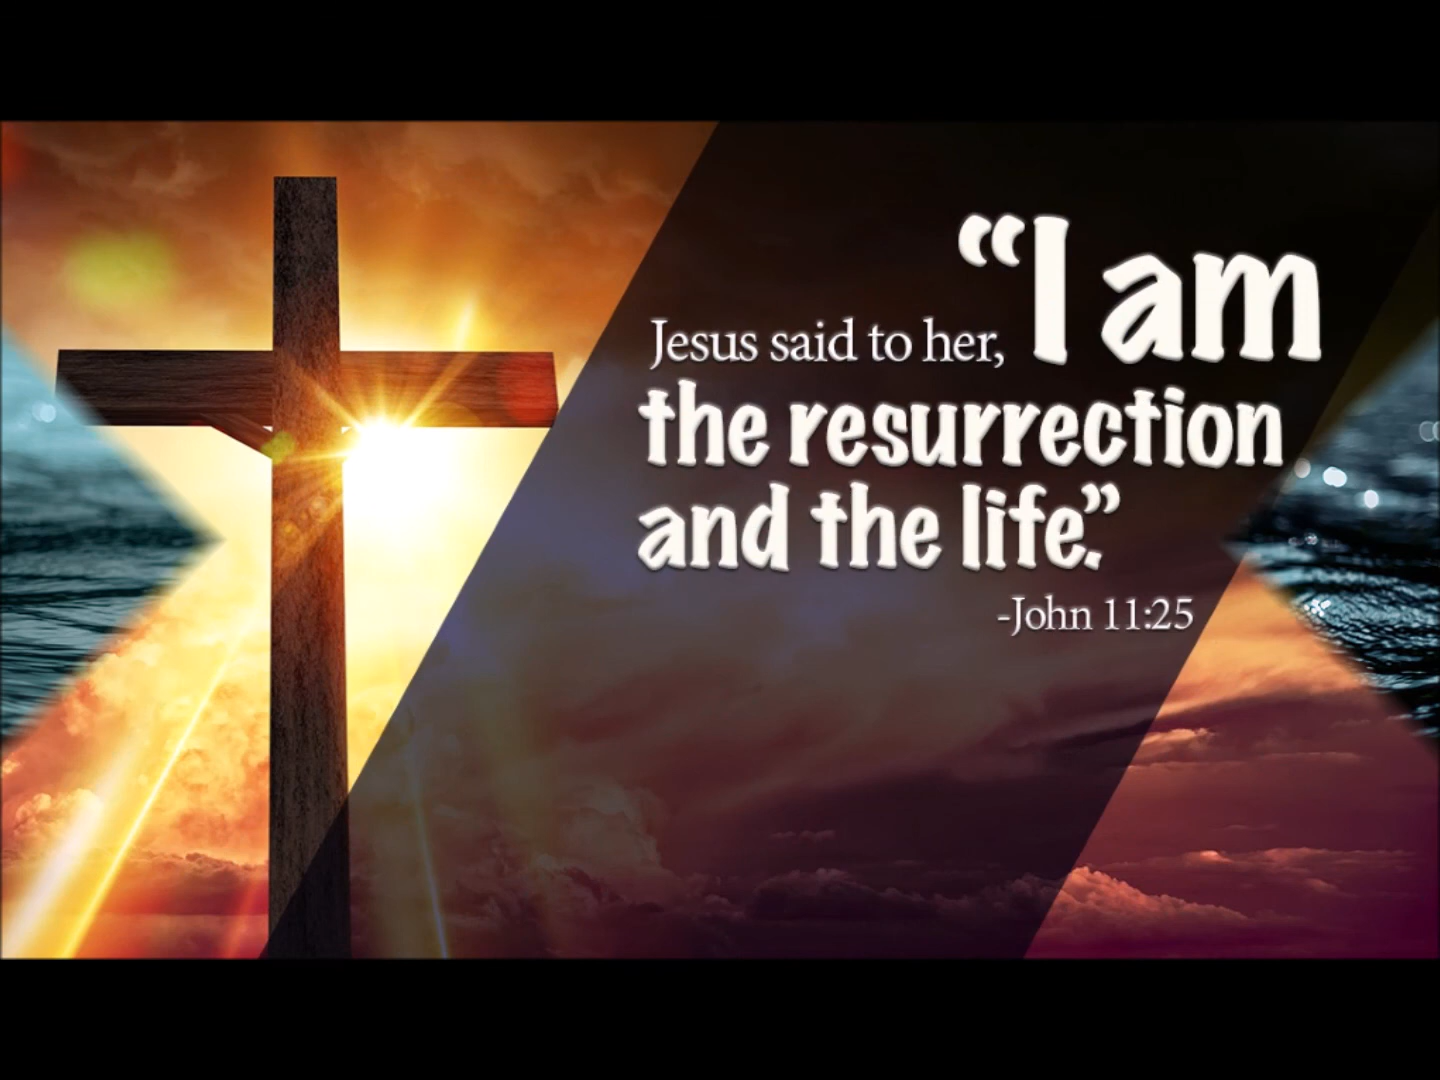 Jesus said to her, “I am
the resurrection
and the life.”
-John 11:25